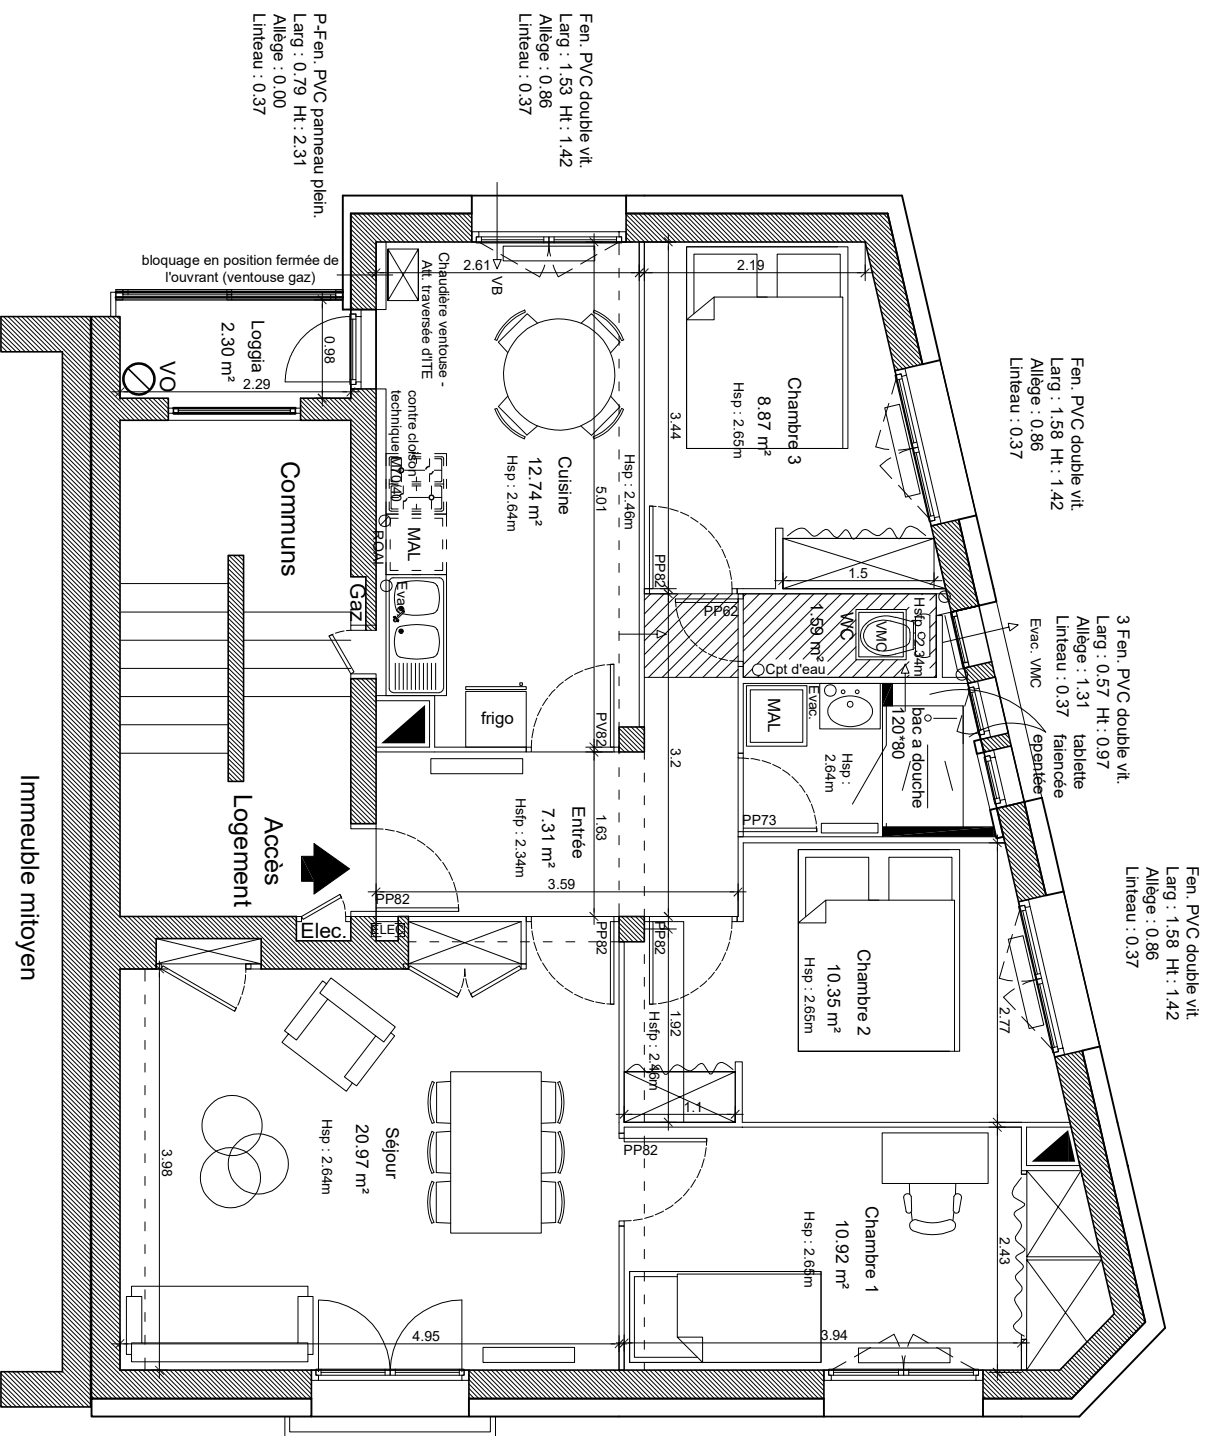 P-Fen. PVC panneau plein.
Larg : 0.79  Ht : 2.31
Allège : 0.00
Linteau : 0.37
Fen. PVC double vit.
Larg : 1.53  Ht : 1.42
Allège : 0.86
Linteau : 0.37
Fen. PVC double vit.
Larg : 1.58  Ht : 1.42
Allège : 0.86
Linteau : 0.37
3 Fen. PVC double vit.
Larg : 0.57  Ht : 0.97
Allège : 1.31 tablette
Linteau : 0.37 faïencée
epentée
Evac. VMC
Fen. PVC double vit.
Larg : 1.58  Ht : 1.42
Allège : 0.86
Linteau : 0.37
bloquage en position fermée de
l'ouvrant (ventouse gaz)
Loggia
2.30 m²
0.98
2.29
VO
Chaudière ventouse -
Att. traversée d'ITE
VB
2.61
2.19
contre cloison
technique M70/40
MAL
Evac.
Cuisine
12.74 m²
Hsp : 2.64m
Hsp : 2.46m
5.01
3.44
Chambre 3
8.87 m²
Hsp : 2.65m
1.5
PP82
PP62
WC
1.59 m²
VMC
Cpt d'eau
MAL
Evac.
bac a douche
120*80
Hsp :
2.64m
PP73
frigo
PV82
3.2
Communs
Gaz
Entrée
7.31 m²
Hsfp : 2.34m
1.63
3.59
Accès
Logement
PP82
Elec.
ELEC
PP82
PP82
Chambre 2
10.35 m²
Hsp : 2.65m
2.77
1.92
Hsfp : 2.46m
1.1
Séjour
20.97 m²
Hsp : 2.64m
3.98
4.95
PP82
Chambre 1
10.92 m²
Hsp : 2.65m
2.43
3.94
Immeuble mitoyen